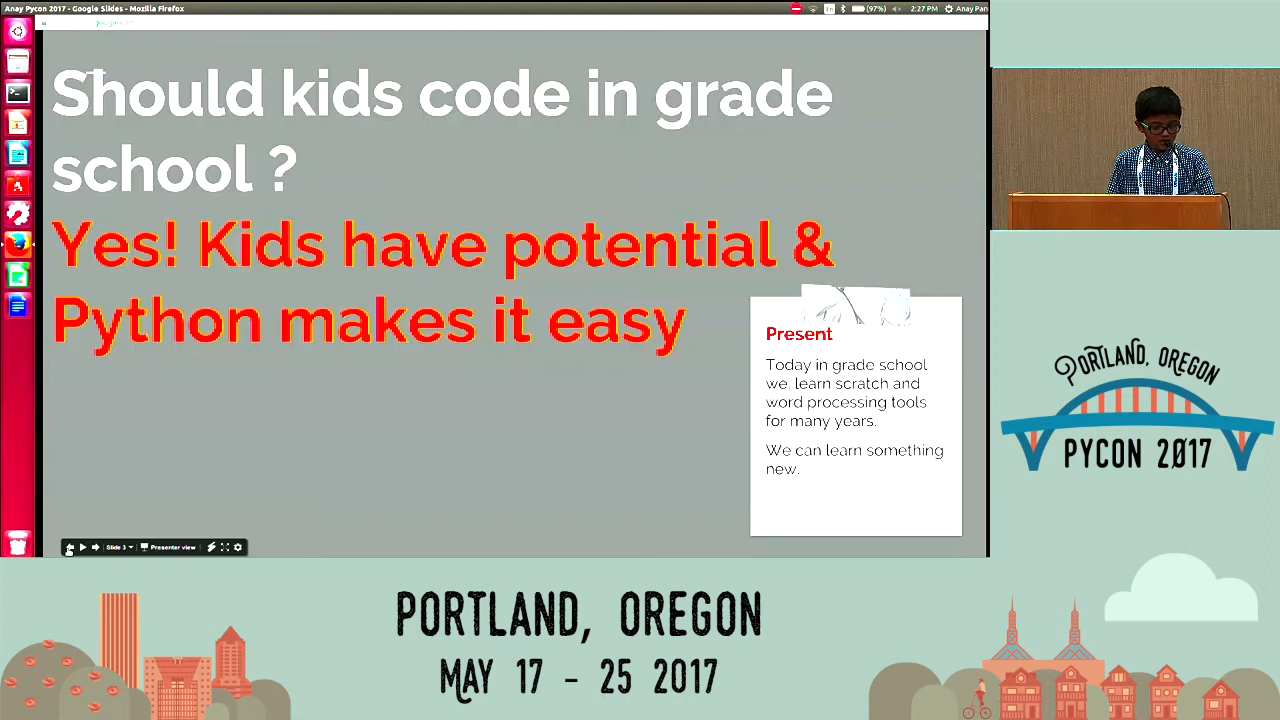 Anay Pycon 2017 - Google Slides - Mozilla Firefox
(97%)
2:27 PM
Anay Pan
Should kids code in grade
school ?
Yes! Kids have potential &
Python makes it easy
Present
Today in grade school
we. learn scratch and
word processing tools
for many years.
We can learn something
new.
Slide 3
Presenter view
PORTLAND, OREGON
PYCON 2017
PORTLAND, OREGON
MAY 17 - 25 2017